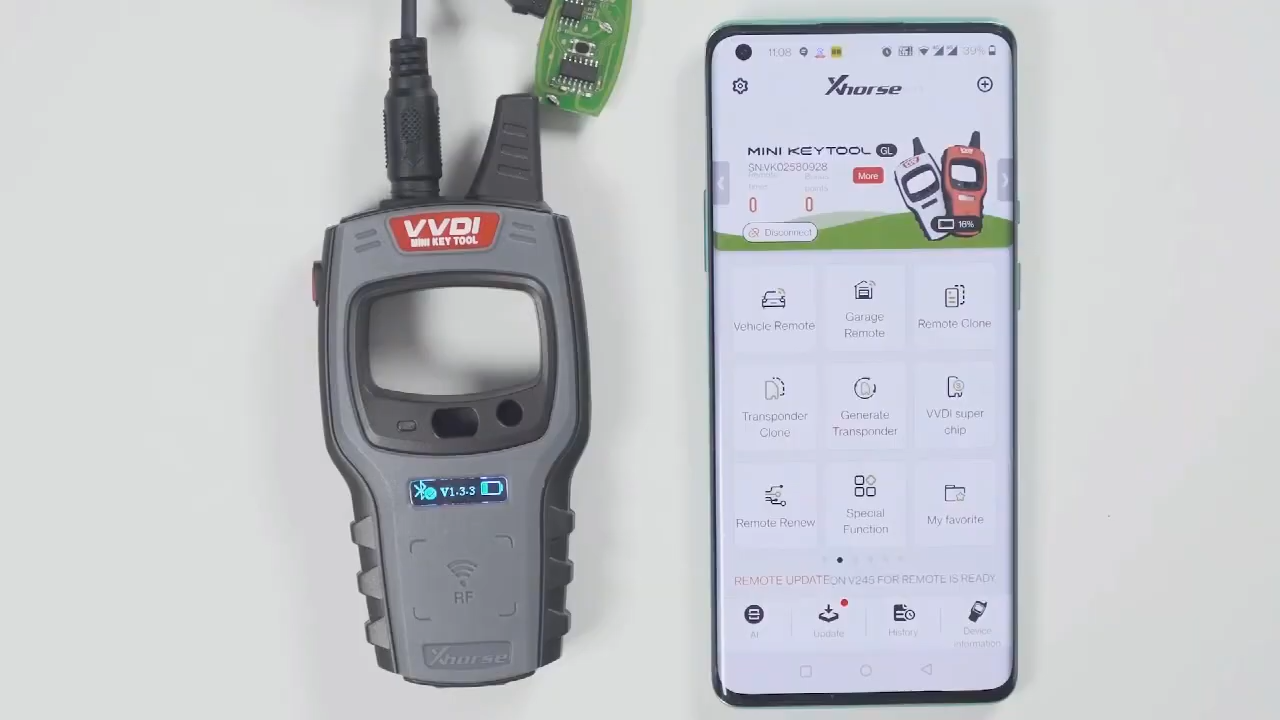 VVDI
MINI KEY TOOL
V1.3.3
RF
Xhorse
11:08
39%
Xhorse
MINI KEYTOOL GL
SN:VK02580928
More
0 0
Disconnect
16%
Vehicle Remote
Garage
Remote
Remote Clone
Transponder
Clone
Generate
Transponder
VVDI super
chip
Remote Renew
Special
Function
My favorite
REMOTE UPDATE ON V245 FOR REMOTE IS READY
Update
History
Device
information